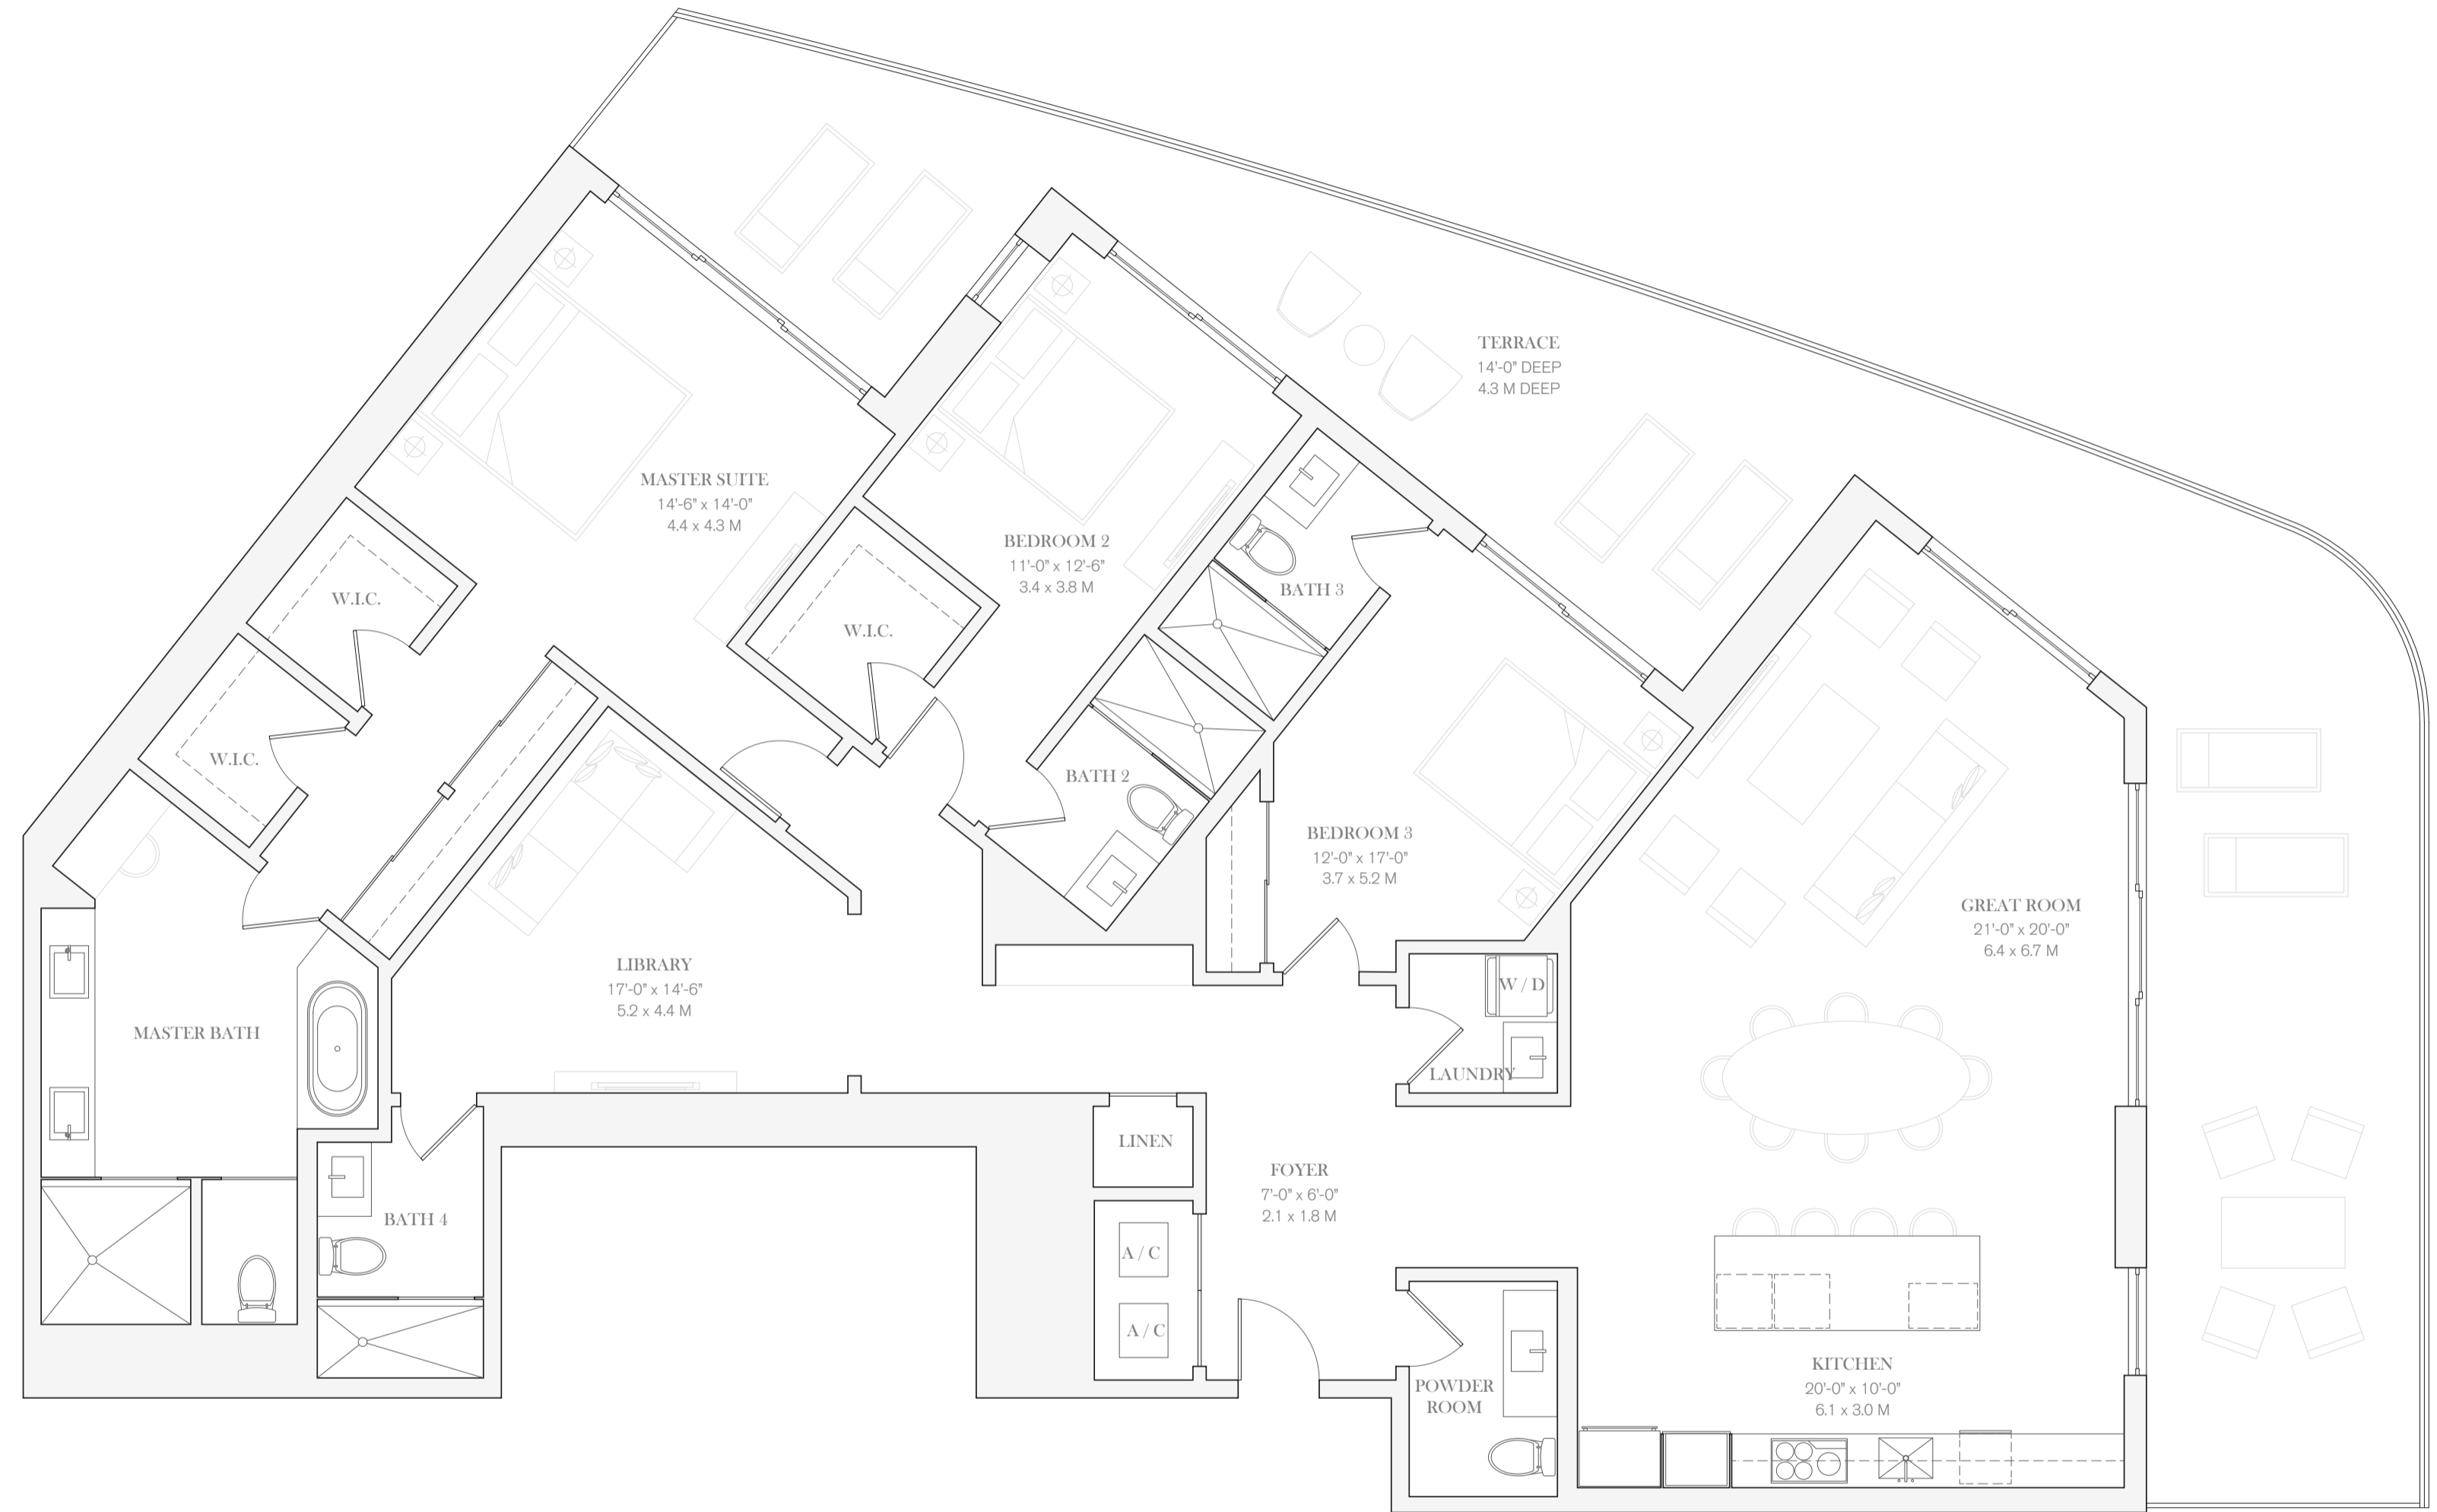 TERRACE
14'-0" DEEP
4.3 M DEEP
MASTER SUITE
14'-6" x 14'-0"
4.4 x 4.3 M
BEDROOM 2
11'-0" x 12'-6"
3.4 x 3.8 M
BATH 3
W.I.C.
W.I.C.
W.I.C.
BATH 2
BEDROOM 3
12'-0" x 17'-0"
3.7 x 5.2 M
GREAT ROOM
21'-0" x 20'-0"
6.4 x 6.7 M
LIBRARY
17'-0" x 14'-6"
5.2 x 4.4 M
W / D
MASTER BATH
LAUNDRY
LINEN
FOYER
7'-0" x 6'-0"
2.1 x 1.8 M
BATH 4
A / C
A / C
KITCHEN
20'-0" x 10'-0"
6.1 x 3.0 M
POWDER
ROOM